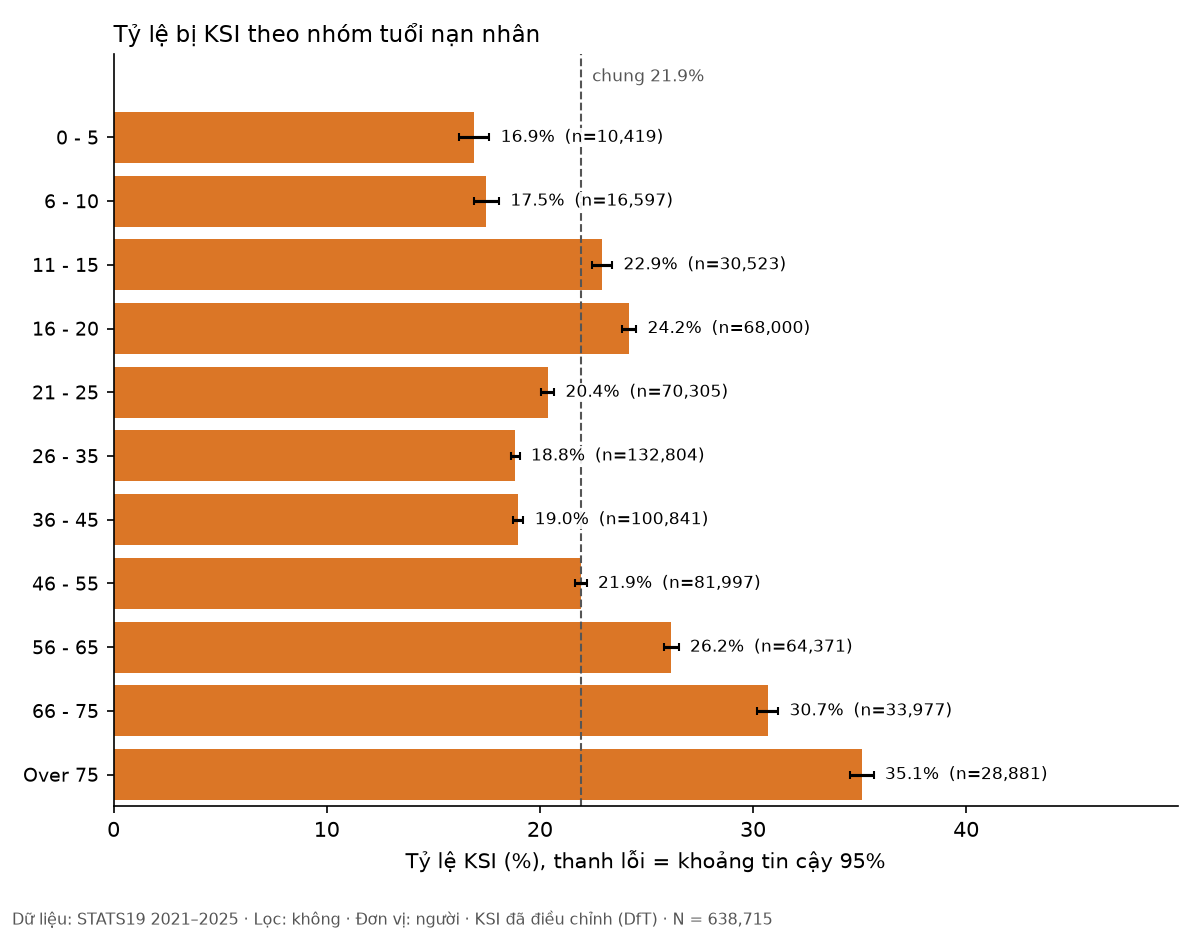 Tỷ lệ bị KSI theo nhóm tuổi nạn nhân
chung 21.9%
0 - 5 16.9% (n=10,419)
6 - 10 17.5% (n=16,597)
11 - 15 22.9% (n=30,523)
16 - 20 24.2% (n=68,000)
21 - 25 20.4% (n=70,305)
26 - 35 18.8% (n=132,804)
36 - 45 19.0% (n=100,841)
46 - 55 21.9% (n=81,997)
56 - 65 26.2% (n=64,371)
66 - 75 30.7% (n=33,977)
Over 75 35.1% (n=28,881)
0 10 20 30 40
Tỷ lệ KSI (%), thanh lỗi = khoảng tin cậy 95%
Dữ liệu: STATS19 2021–2025 · Lọc: không · Đơn vị: người · KSI đã điều chỉnh (DfT) · N = 638,715